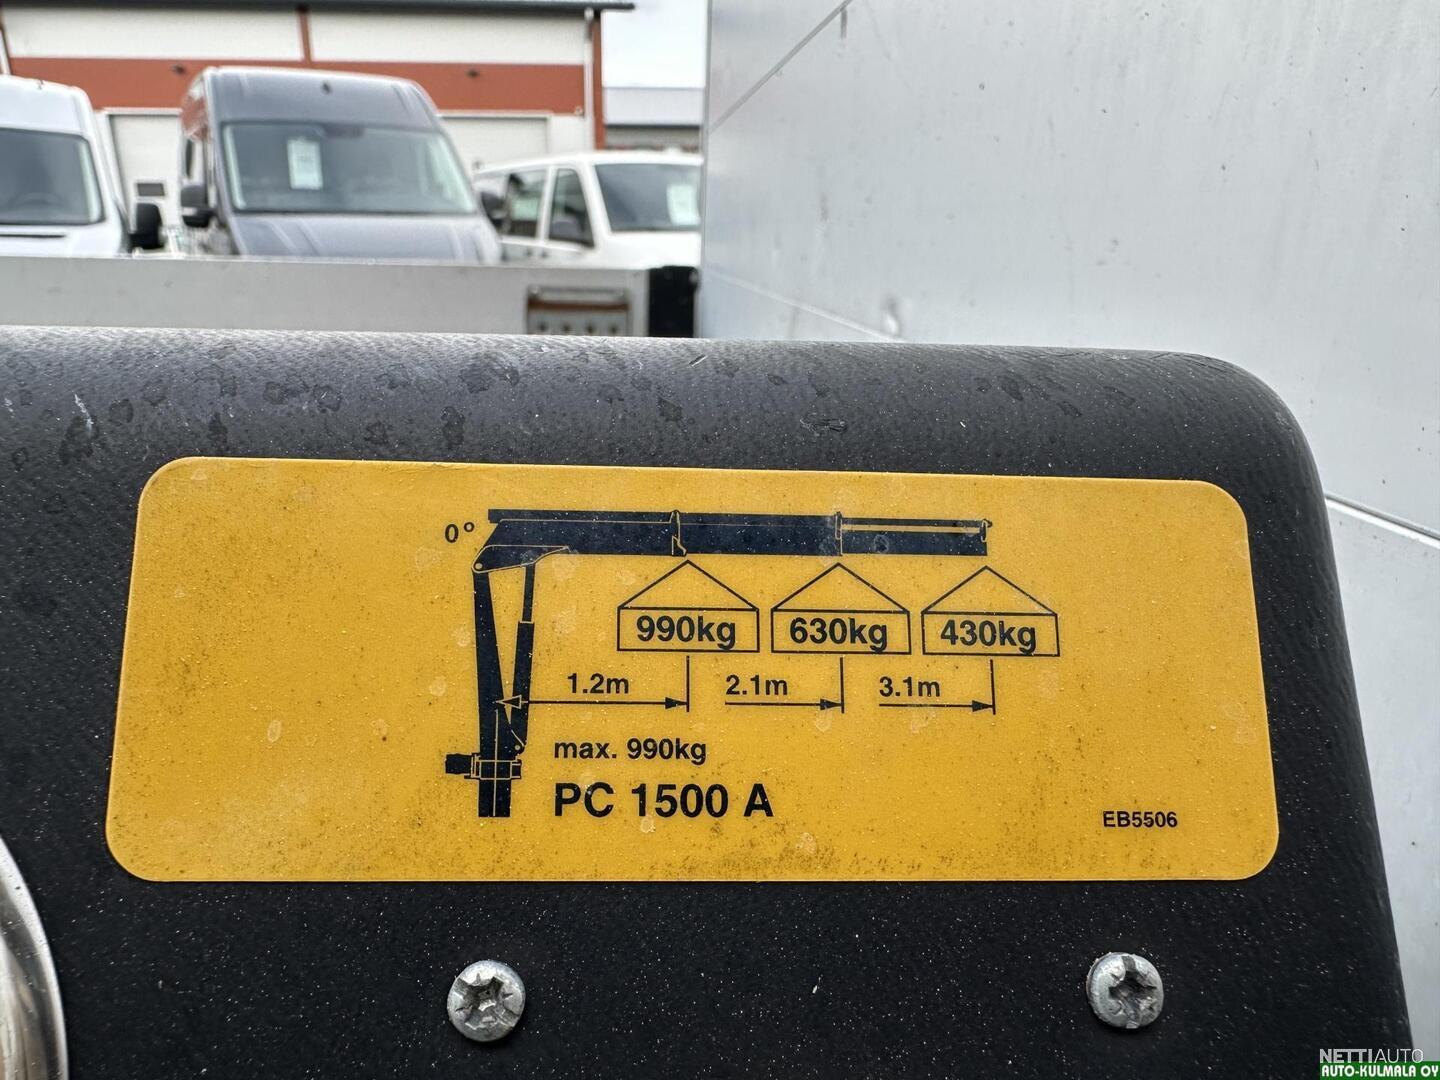 0°
990kg 630kg 430kg
1.2m 2.1m 3.1m
max. 990kg
PC 1500 A
EB5506
NETTIAUTO
AUTO-KULMALA OY